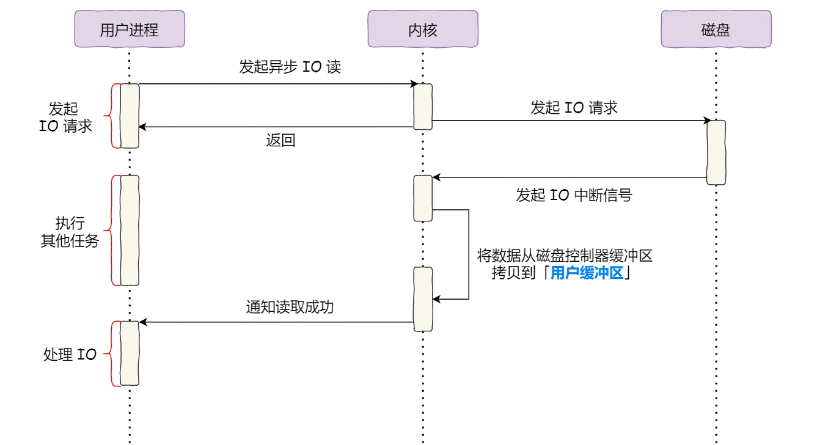 用户进程
内核
磁盘
发起异步 IO 读
发起
IO 请求
发起 IO 请求
返回
发起 IO 中断信号
执行
其他任务
将数据从磁盘控制器缓冲区
拷贝到「用户缓冲区」
通知读取成功
处理 IO